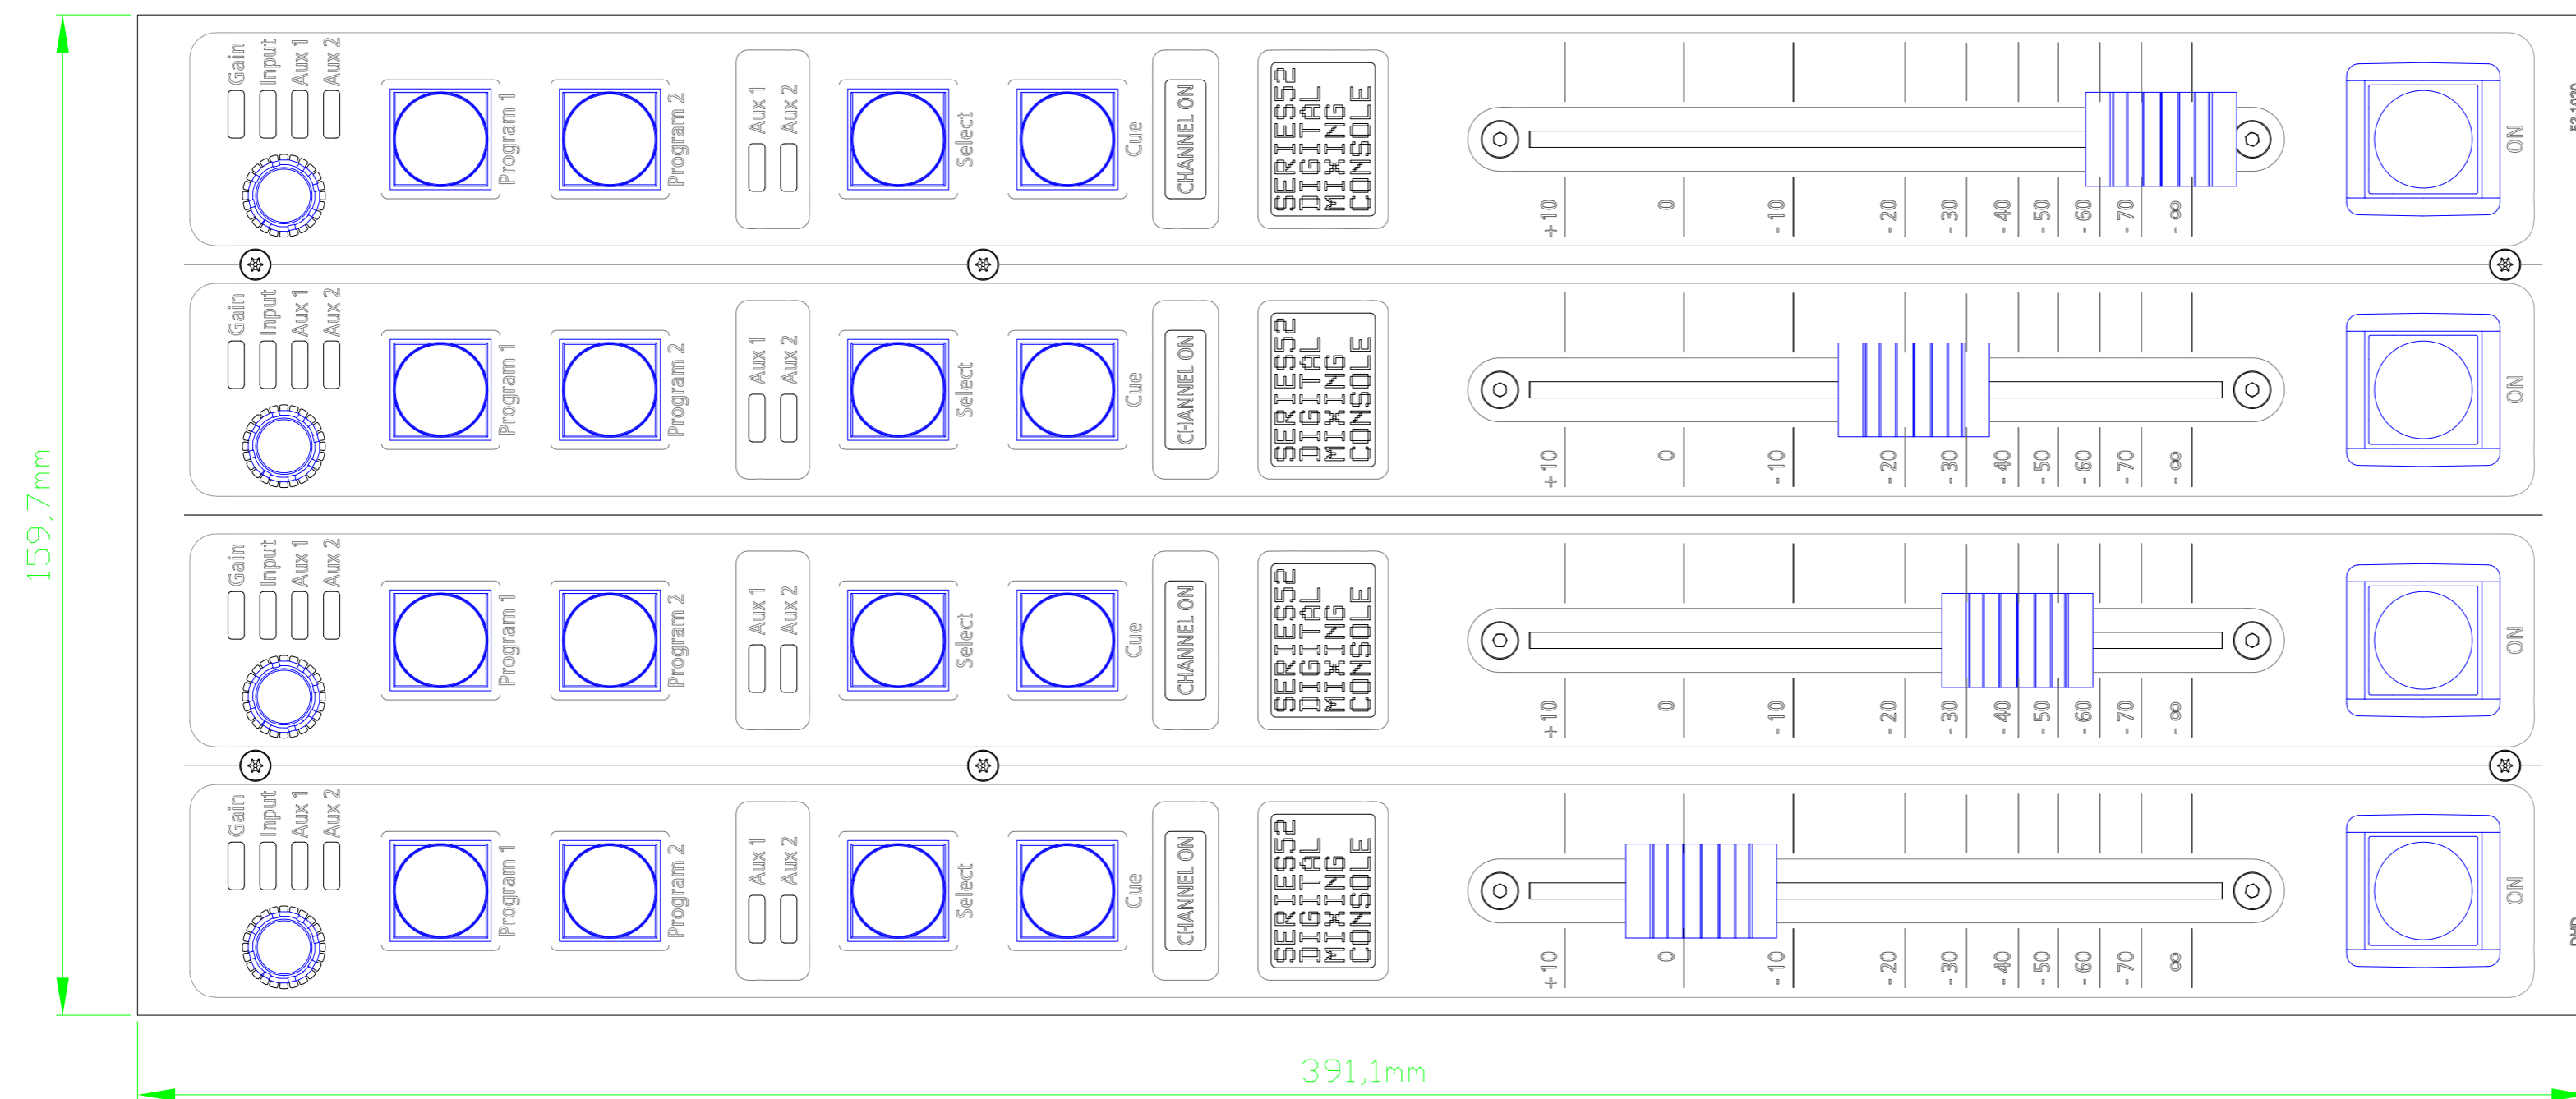 Gain
Input
Aux 1
Aux 2
Program 1
Program 2
Aux 1
Aux 2
Select
Cue
CHANNEL ON
SERIES52
DIGITAL
MIXING
CONSOLE
+10
0
- 10
- 20
- 30
- 40
- 50
- 60
- 70
- ∞
ON
Gain
Input
Aux 1
Aux 2
Program 1
Program 2
Aux 1
Aux 2
Select
Cue
CHANNEL ON
SERIES52
DIGITAL
MIXING
CONSOLE
+10
0
- 10
- 20
- 30
- 40
- 50
- 60
- 70
- ∞
ON
Gain
Input
Aux 1
Aux 2
Program 1
Program 2
Aux 1
Aux 2
Select
Cue
CHANNEL ON
SERIES52
DIGITAL
MIXING
CONSOLE
+10
0
- 10
- 20
- 30
- 40
- 50
- 60
- 70
- ∞
ON
Gain
Input
Aux 1
Aux 2
Program 1
Program 2
Aux 1
Aux 2
Select
Cue
CHANNEL ON
SERIES52
DIGITAL
MIXING
CONSOLE
+10
0
- 10
- 20
- 30
- 40
- 50
- 60
- 70
- ∞
ON
159,7mm
391,1mm